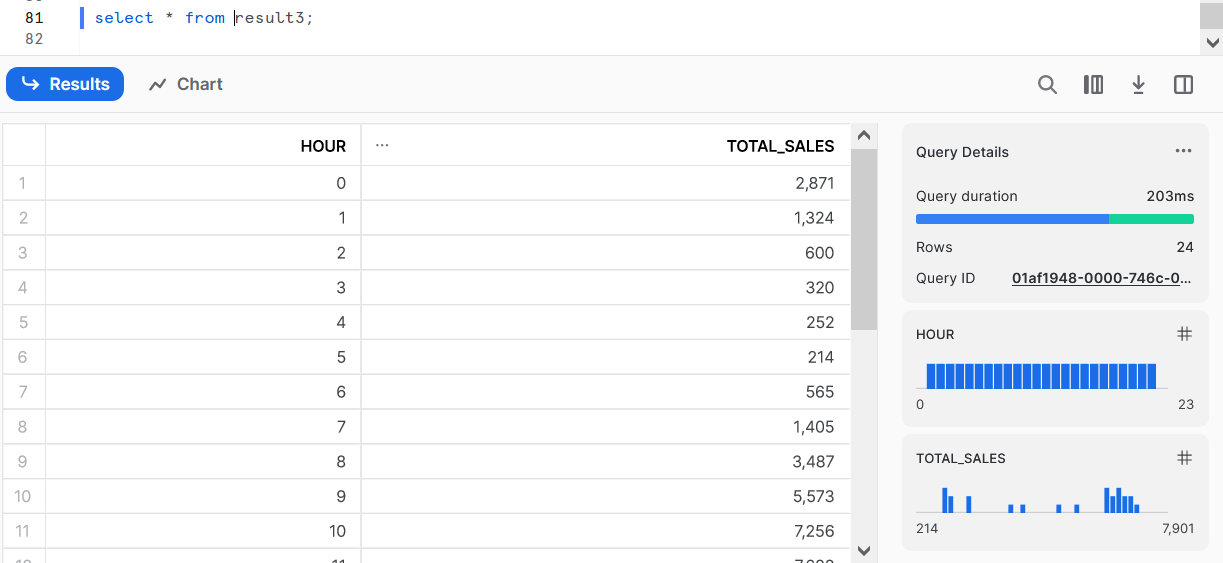 81 select * from result3;
82
Results Chart
HOUR ... TOTAL_SALES
1 0 2,871
2 1 1,324
3 2 600
4 3 320
5 4 252
6 5 214
7 6 565
8 7 1,405
9 8 3,487
10 9 5,573
11 10 7,256
Query Details ...
Query duration 203ms
Rows 24
Query ID 01af1948-0000-746c-0...
HOUR
0 23
TOTAL_SALES
214 7,901